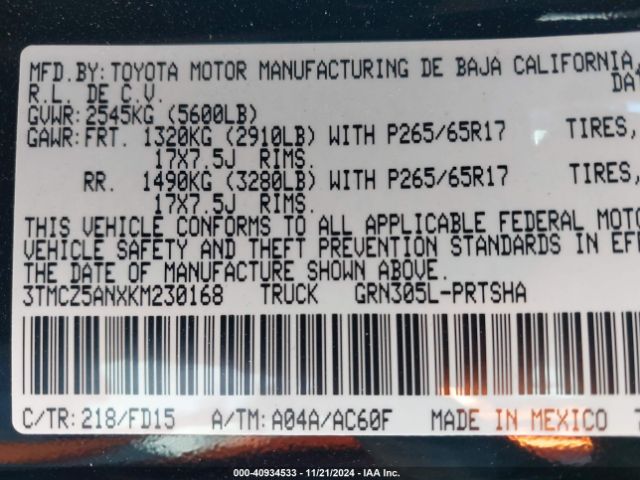 MFD.BY: TOYOTA MOTOR MANUFACTURING DE BAJA CALIFORNIA,
R.L. DE C.V. DA
GVWR: 2545KG (5600LB)
GAWR: FRT. 1320KG (2910LB) WITH P265/65R17 TIRES,
17X7.5J RIMS.
RR. 1490KG (3280LB) WITH P265/65R17 TIRES,
17X7.5J RIMS.
THIS VEHICLE CONFORMS TO ALL APPLICABLE FEDERAL MOT
VEHICLE SAFETY AND THEFT PREVENTION STANDARDS IN EF
THE DATE OF MANUFACTURE SHOWN ABOVE.
3TMCZ5ANXKM230168 TRUCK GRN305L-PRTSHA
C/TR: 218/FD15 A/TM: A04A/AC60F MADE IN MEXICO
000-40934533 - 11/21/2024 - IAA Inc.